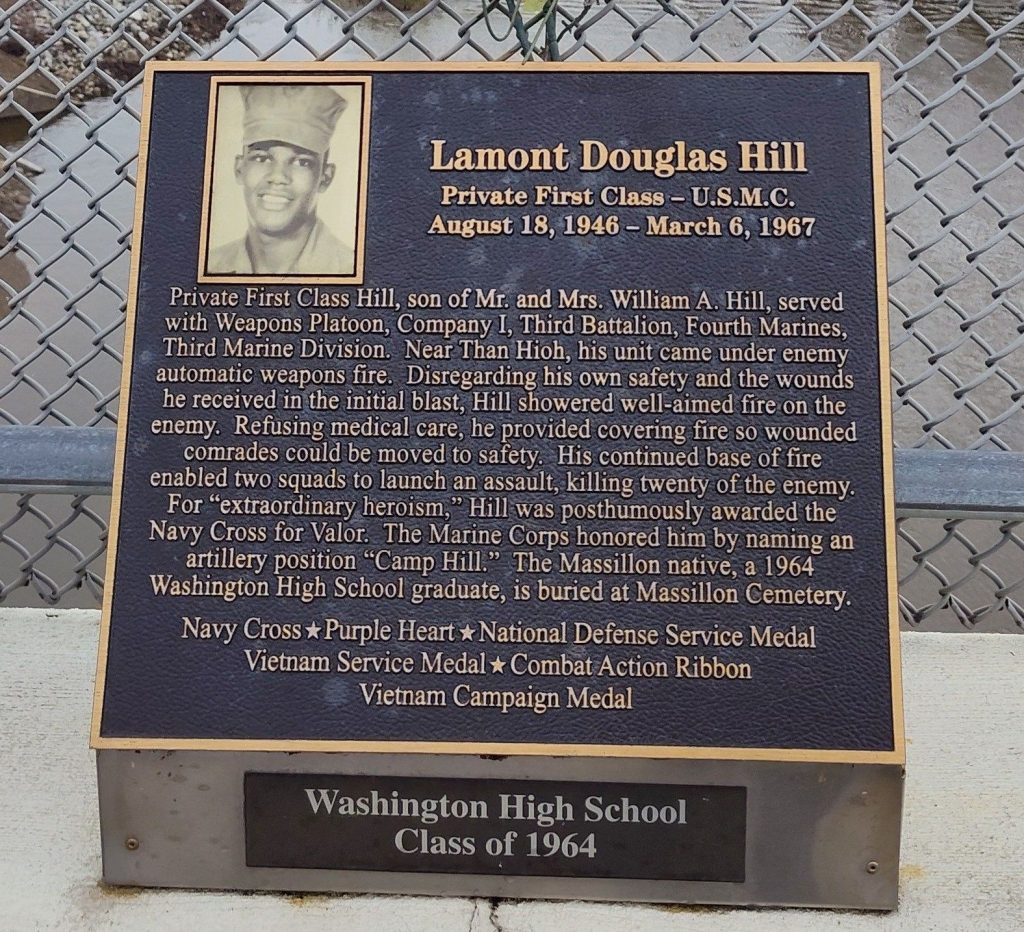 Lamont Douglas Hill
Private First Class – U.S.M.C.
August 18, 1946 – March 6, 1967
Private First Class Hill, son of Mr. and Mrs. William A. Hill, served
with Weapons Platoon, Company I, Third Battalion, Fourth Marines,
Third Marine Division. Near Than Hioh, his unit came under enemy
automatic weapons fire. Disregarding his own safety and the wounds
he received in the initial blast, Hill showered well-aimed fire on the
enemy. Refusing medical care, he provided covering fire so wounded
comrades could be moved to safety. His continued base of fire
enabled two squads to launch an assault, killing twenty of the enemy.
For “extraordinary heroism,” Hill was posthumously awarded the
Navy Cross for Valor. The Marine Corps honored him by naming an
artillery position “Camp Hill.” The Massillon native, a 1964
Washington High School graduate, is buried at Massillon Cemetery.
Navy Cross★Purple Heart★National Defense Service Medal
Vietnam Service Medal★Combat Action Ribbon
Vietnam Campaign Medal
Washington High School
Class of 1964